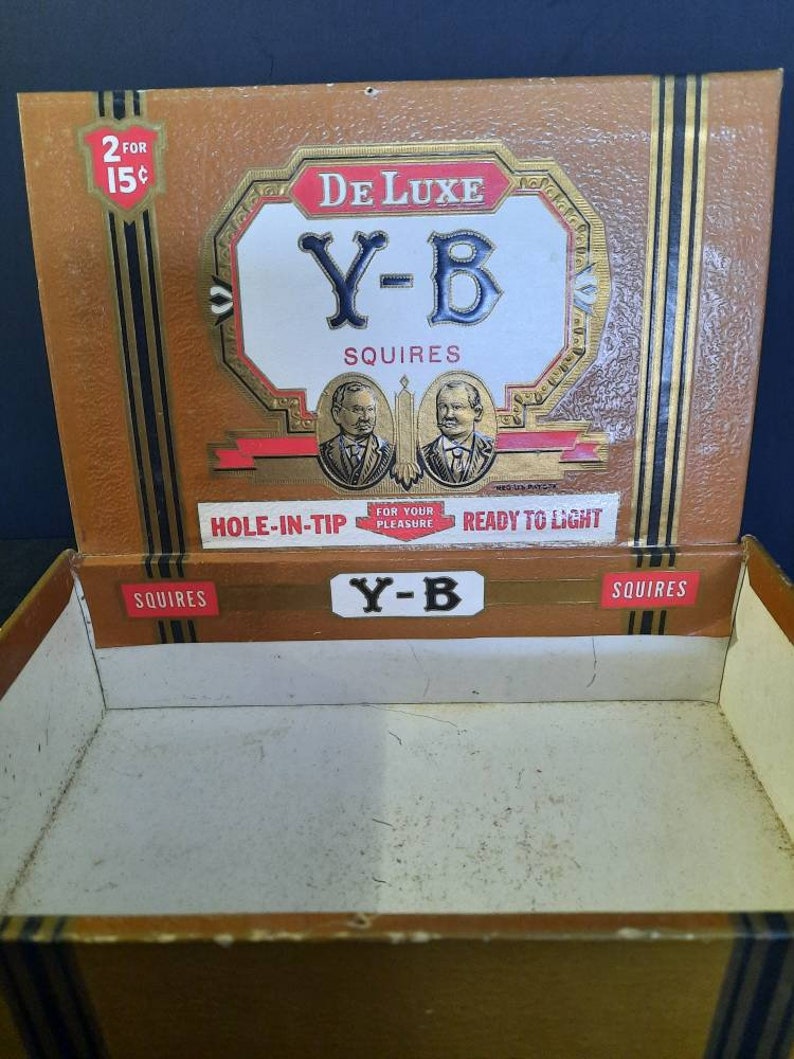 2 FOR
15¢
DE LUXE
Y-B
SQUIRES
HOLE-IN-TIP
FOR YOUR
PLEASURE
READY TO LIGHT
SQUIRES
Y-B
SQUIRES